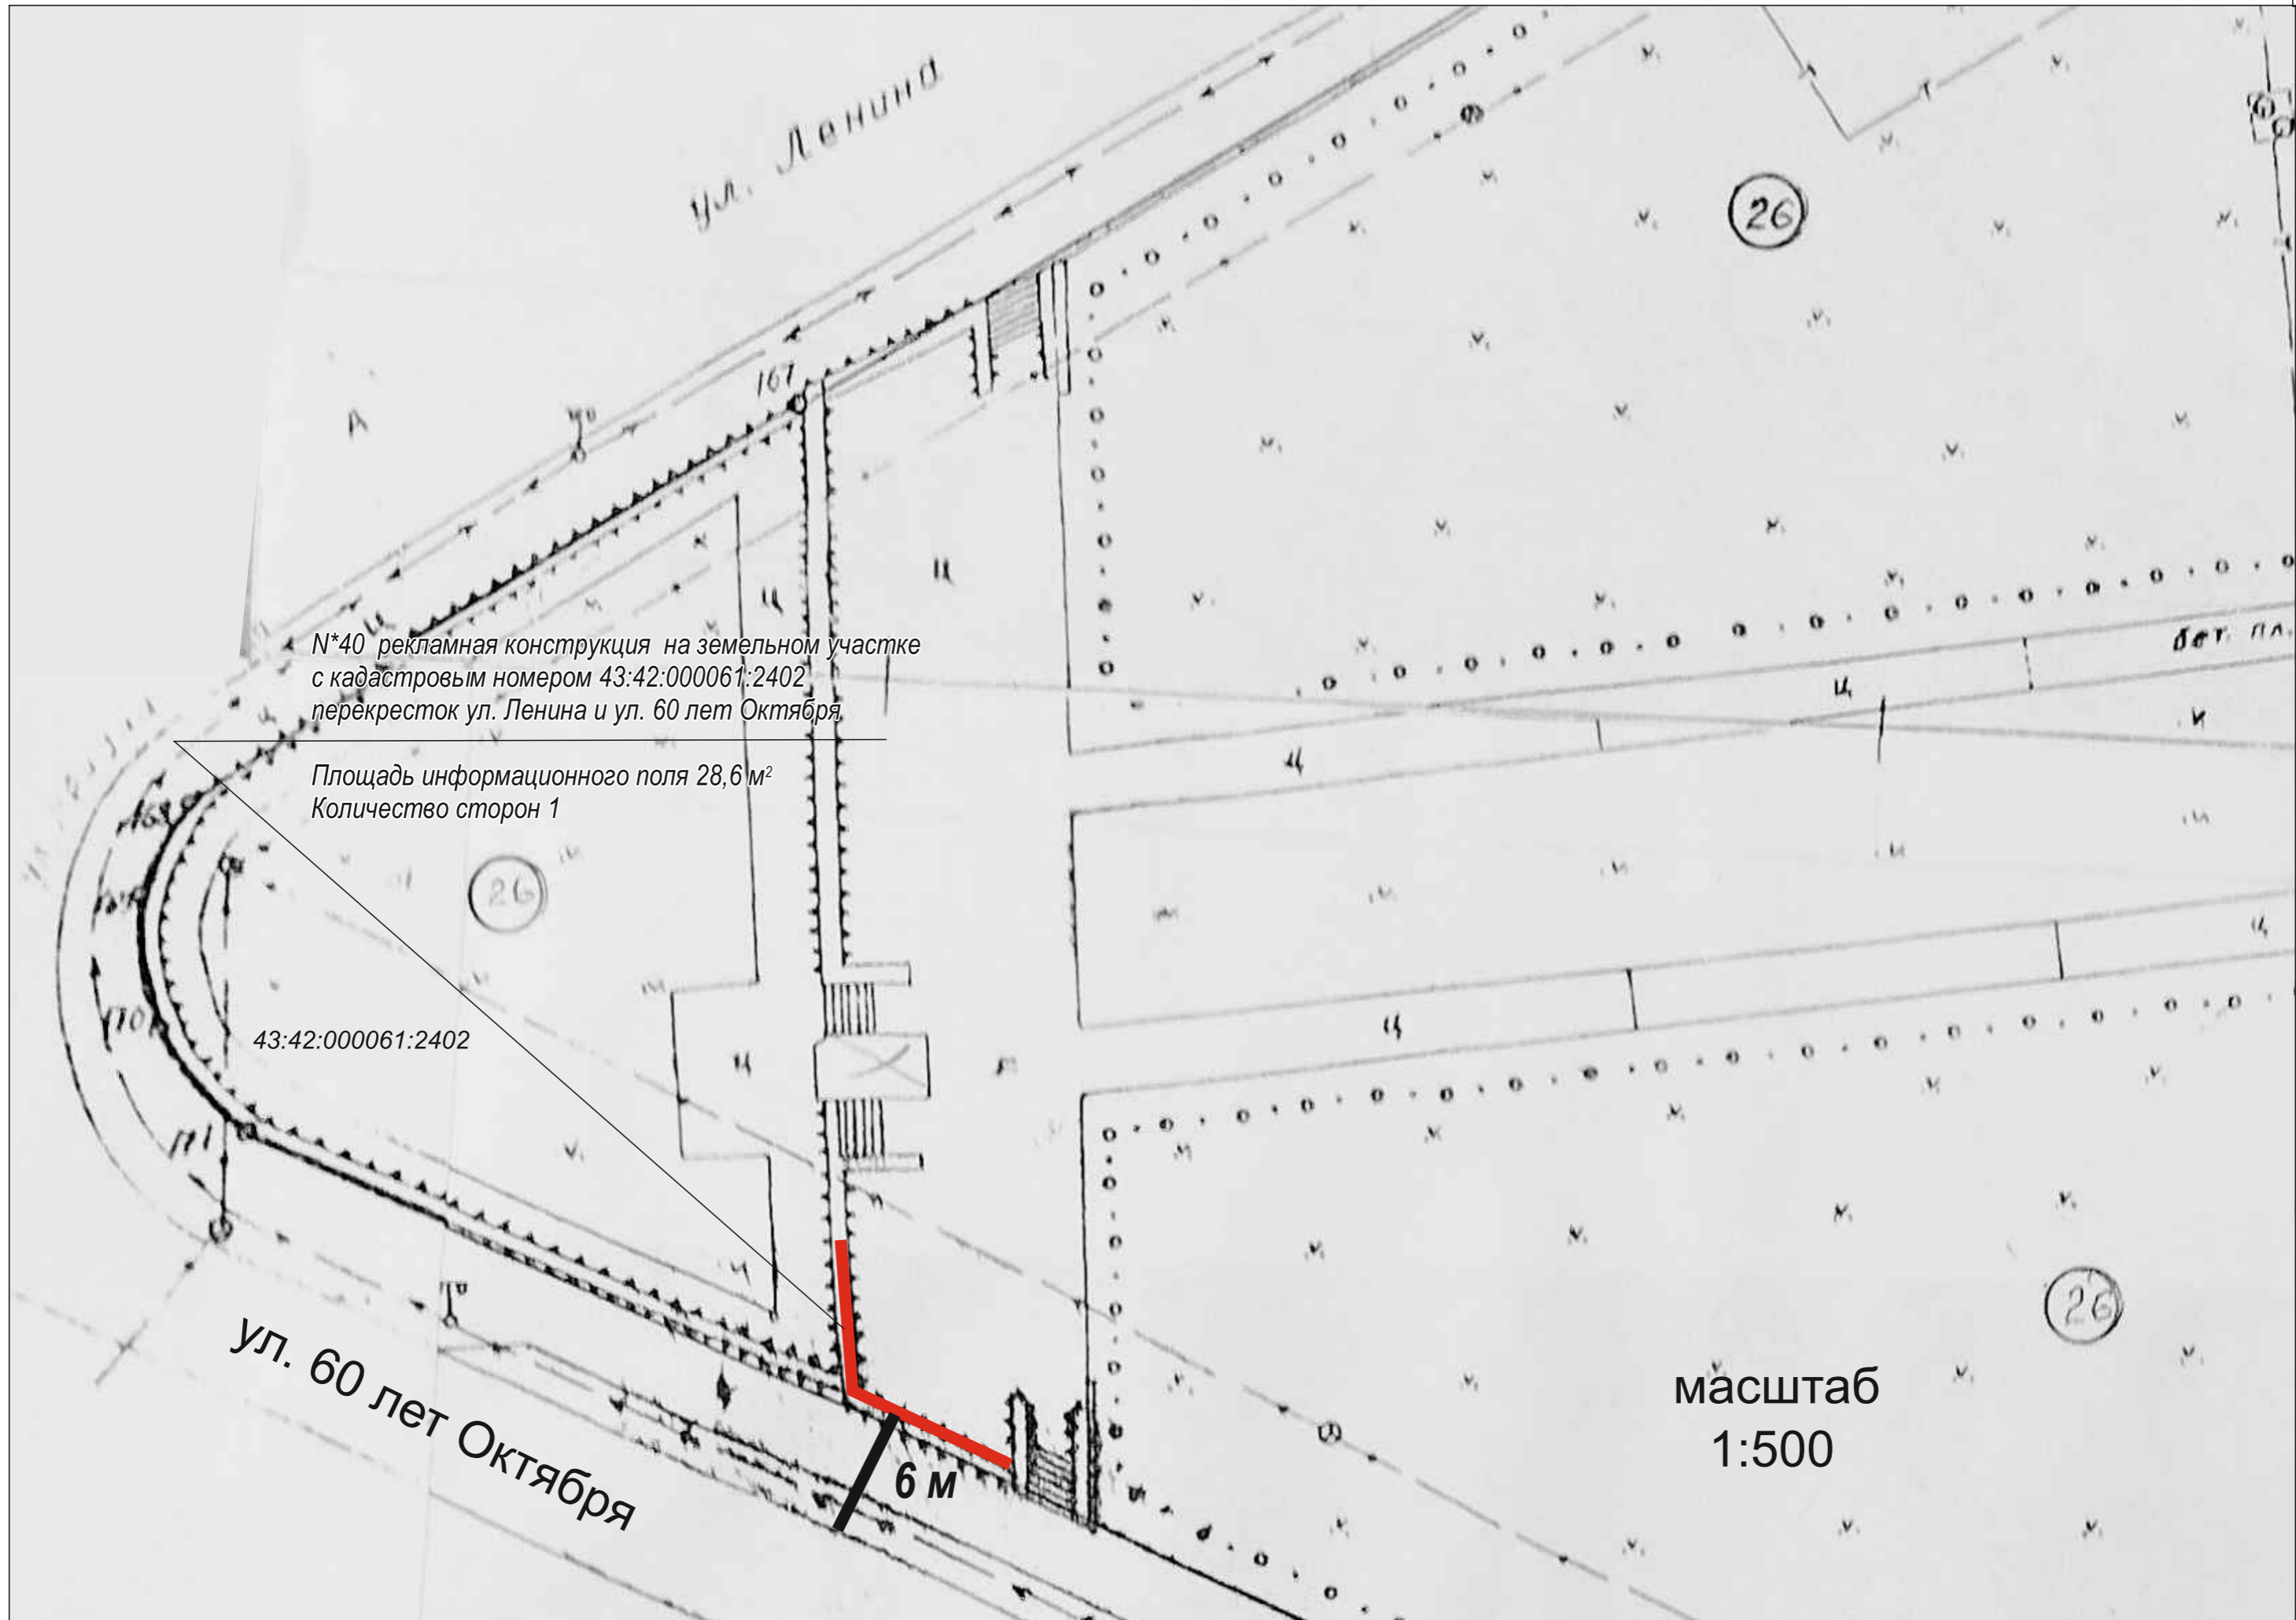 ул. Ленина
26
167
А
Ц
Ц
N*40 рекламная конструкция на земельном участке
с кадастровым номером 43:42:000061:2402
перекресток ул. Ленина и ул. 60 лет Октября
бет. пл.
Ц
Ц
Площадь информационного поля 28,6 м²
Количество сторон 1
26
Ц
43:42:000061:2402
Ц
Ц
171
26
ул. 60 лет Октября
6 м
масштаб
1:500